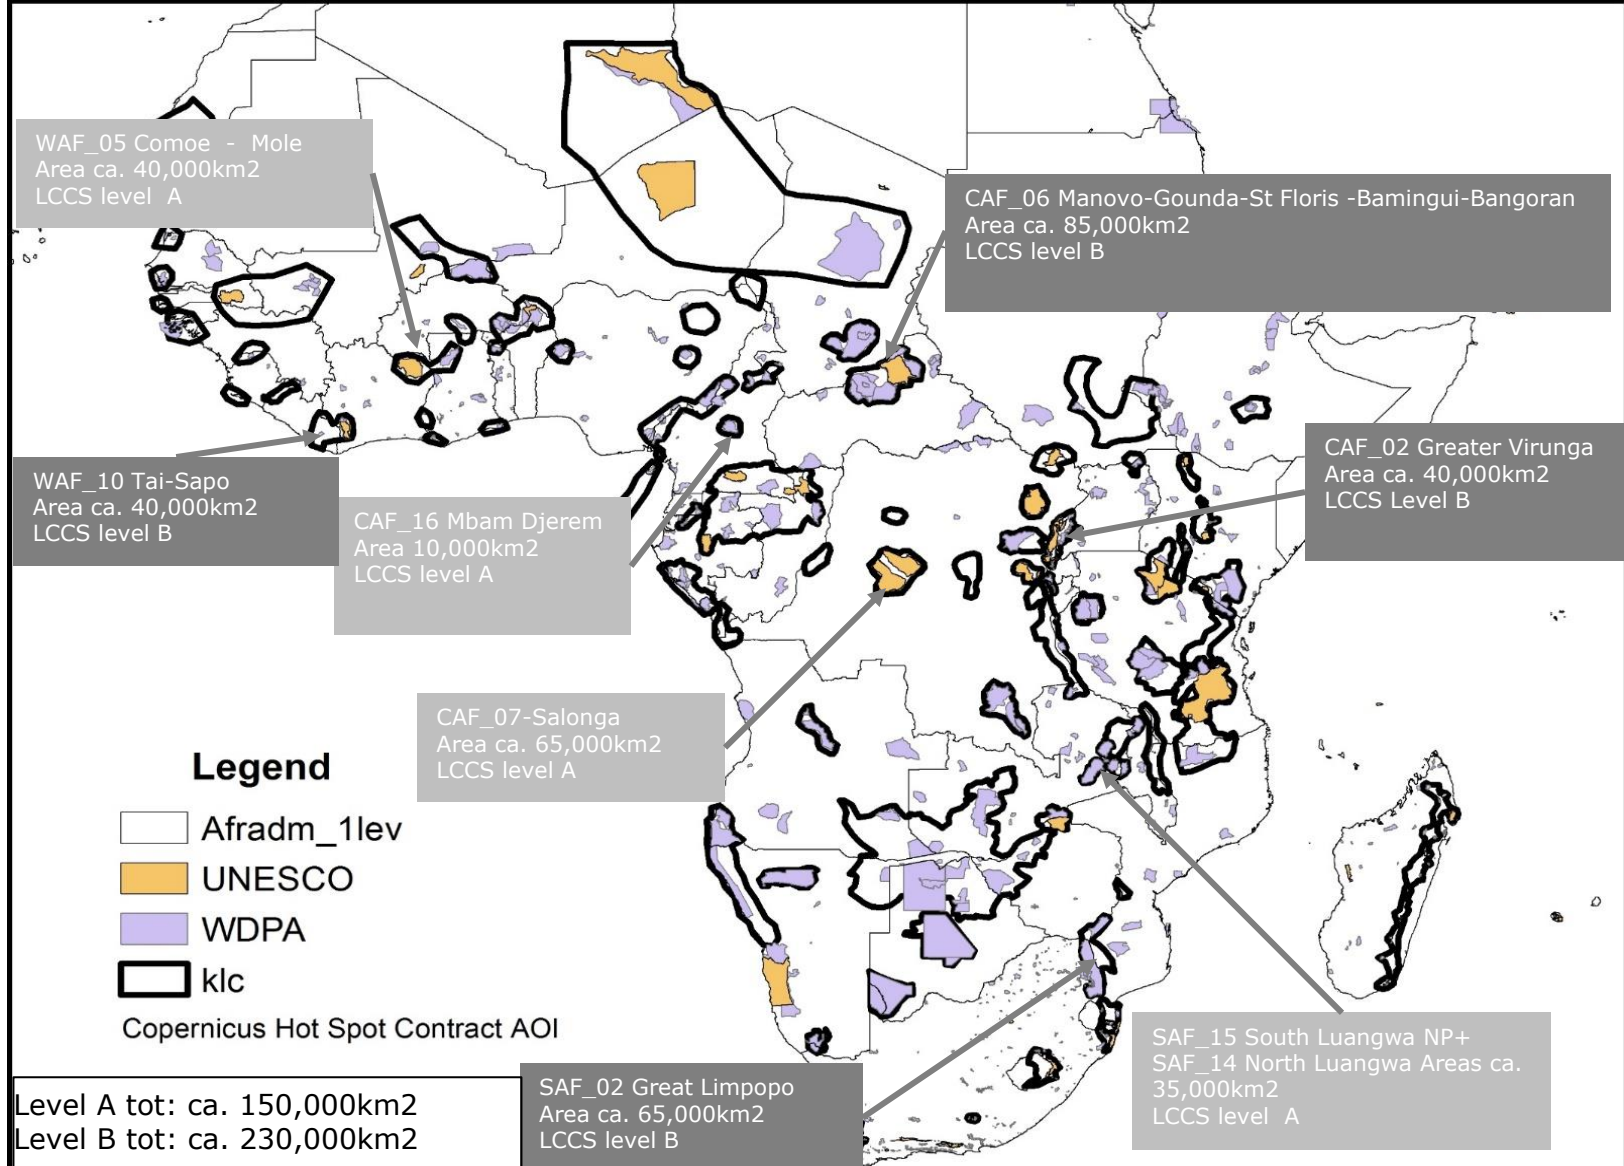 WAF_05 Comoe - Mole
Area ca. 40,000km2
LCCS level A
CAF_06 Manovo-Gounda-St Floris -Bamingui-Bangoran
Area ca. 85,000km2
LCCS level B
CAF_02 Greater Virunga
Area ca. 40,000km2
LCCS Level B
WAF_10 Tai-Sapo
Area ca. 40,000km2
LCCS level B
CAF_16 Mbam Djerem
Area 10,000km2
LCCS level A
CAF_07-Salonga
Area ca. 65,000km2
LCCS level A
Legend
Afradm_1lev
UNESCO
WDPA
klc
Copernicus Hot Spot Contract AOI
SAF_15 South Luangwa NP+
SAF_14 North Luangwa Areas ca.
35,000km2
LCCS level A
SAF_02 Great Limpopo
Area ca. 65,000km2
LCCS level B
Level A tot: ca. 150,000km2
Level B tot: ca. 230,000km2